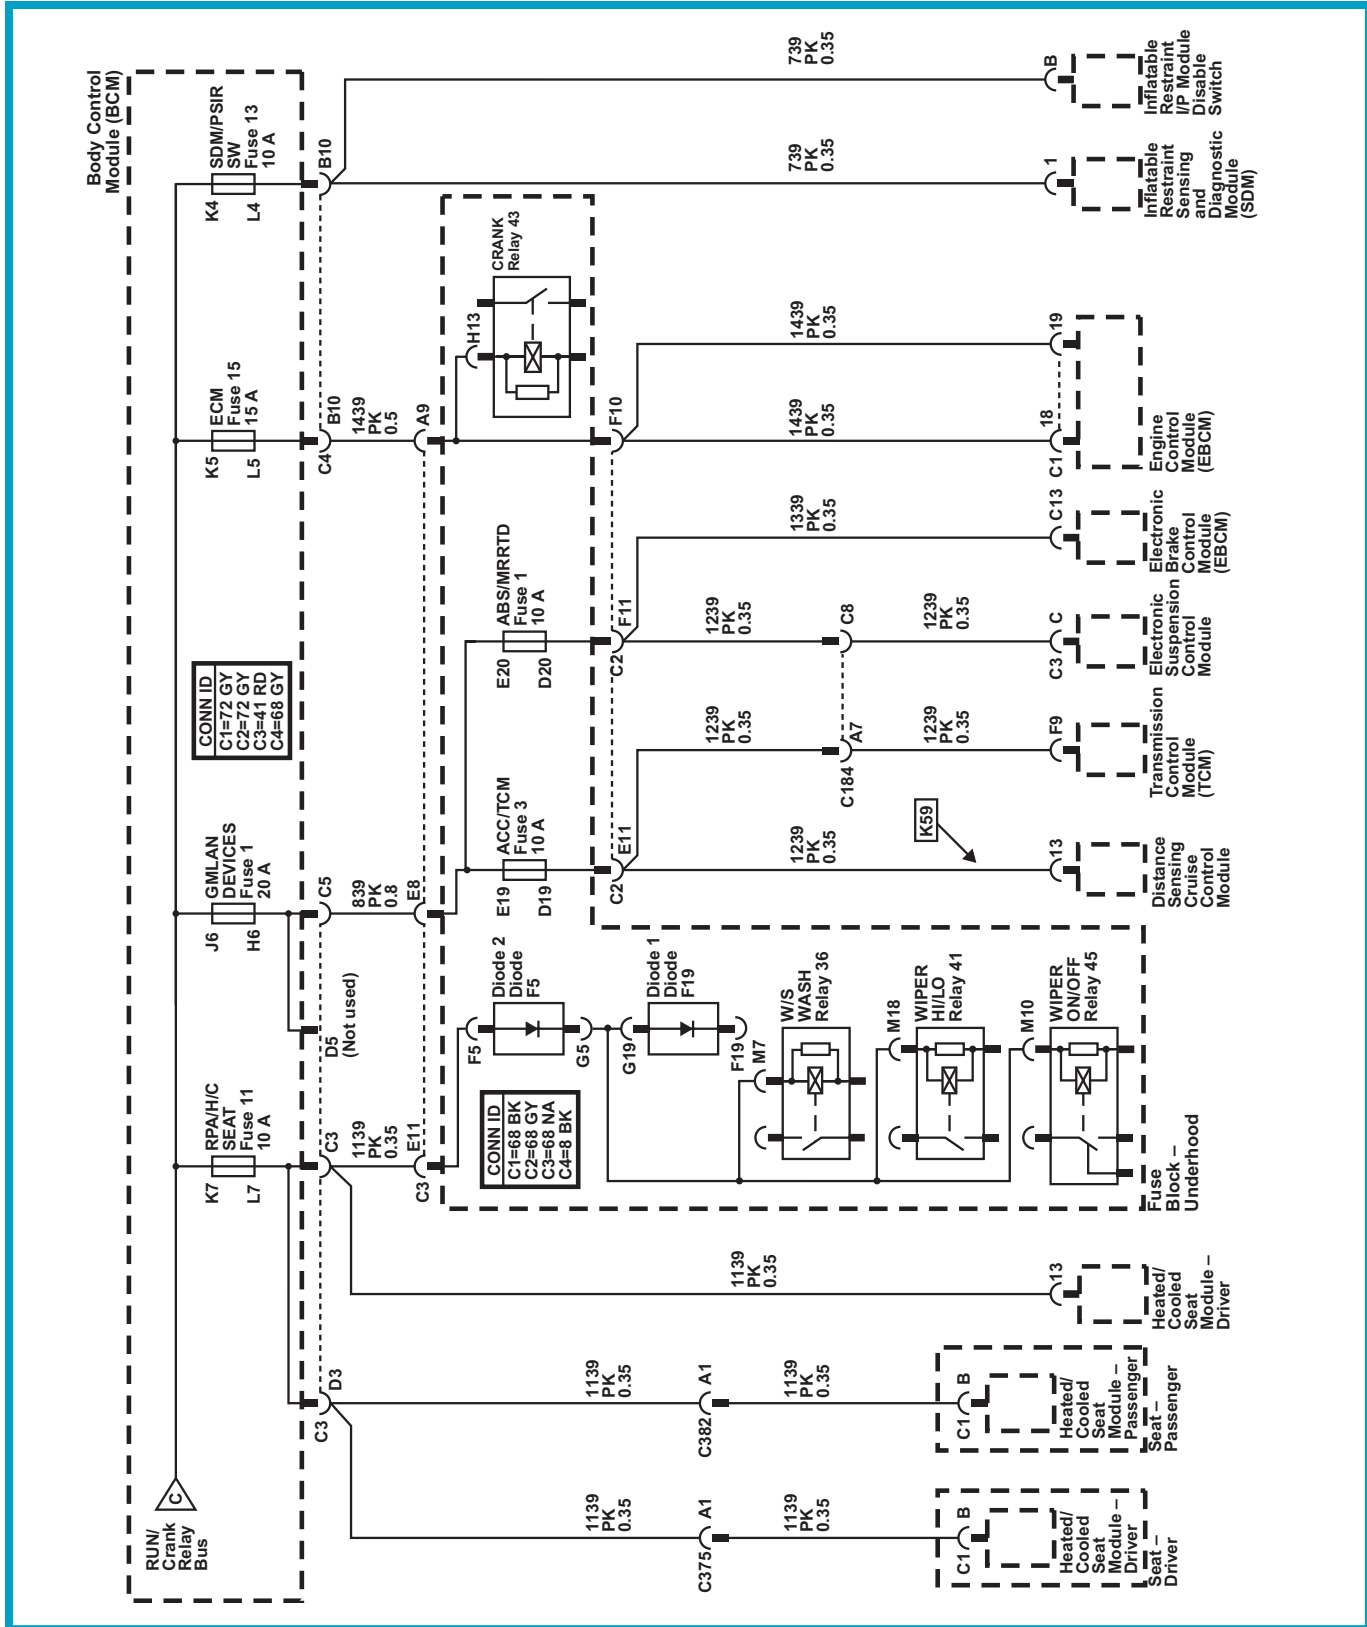 Body Control
Module (BCM)
SDM/PSIR
SW
Fuse 13
10 A
K4
L4
B10
739
PK
0.35
B
Inflatable
Restraint
I/P Module
Disable
Switch
739
PK
0.35
1
Inflatable
Restraint
Sensing
and
Diagnostic
Module
(SDM)
ECM
Fuse 15
15 A
K5
L5
B10
C4
1439
PK
0.5
A9
CRANK
Relay 43
H13
F10
1439
PK
0.35
19
1439
PK
0.35
18
C1
Engine
Control
Module
(EBCM)
CONN ID
C1=72 GY
C2=72 GY
C3=41 RD
C4=68 GY
ABS/MRRTD
Fuse 1
10 A
E20
D20
F11
C2
1339
PK
0.35
C13
Electronic
Brake
Control
Module
(EBCM)
1239
PK
0.35
C8
1239
PK
0.35
C
C3
Electronic
Suspension
Control
Module
1239
PK
0.35
A7
C184
1239
PK
0.35
F9
Transmission
Control
Module
(TCM)
GMLAN
DEVICES
Fuse 1
20 A
J6
H6
C5
839
PK
0.8
E8
ACC/TCM
Fuse 3
10 A
E19
D19
E11
C2
1239
PK
0.35
K59
13
Distance
Sensing
Cruise
Control
Module
D5
(Not used)
Diode 2
Diode
F5
F5
G5
Diode 1
Diode
F19
G19
F19
M7
W/S
WASH
Relay 36
M18
WIPER
HI/LO
Relay 41
M10
WIPER
ON/OFF
Relay 45
RPA/H/C
SEAT
Fuse 11
10 A
K7
L7
C3
1139
PK
0.35
E11
C3
CONN ID
C1=68 BK
C2=68 GY
C3=68 NA
C4=8 BK
Fuse
Block –
Underhood
1139
PK
0.35
13
Heated/
Cooled
Seat
Module –
Driver
D3
C3
1139
PK
0.35
A1
C382
1139
PK
0.35
B
C1
Heated/
Cooled
Seat
Module –
Passenger
Seat –
Passenger
C
RUN/
Crank
Relay
Bus
1139
PK
0.35
A1
C375
1139
PK
0.35
B
C1
Heated/
Cooled
Seat
Module –
Driver
Seat –
Driver